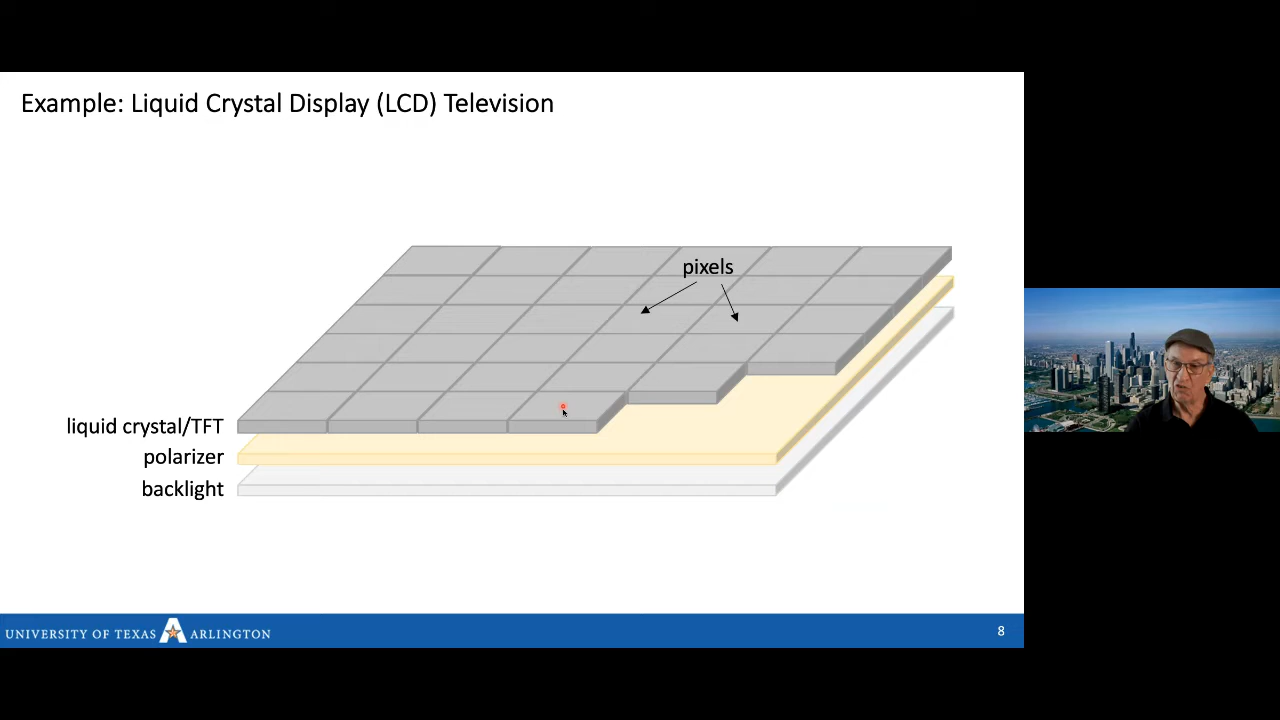 Example: Liquid Crystal Display (LCD) Television
pixels
liquid crystal/TFT
polarizer
backlight
UNIVERSITY OF TEXAS A ARLINGTON
8